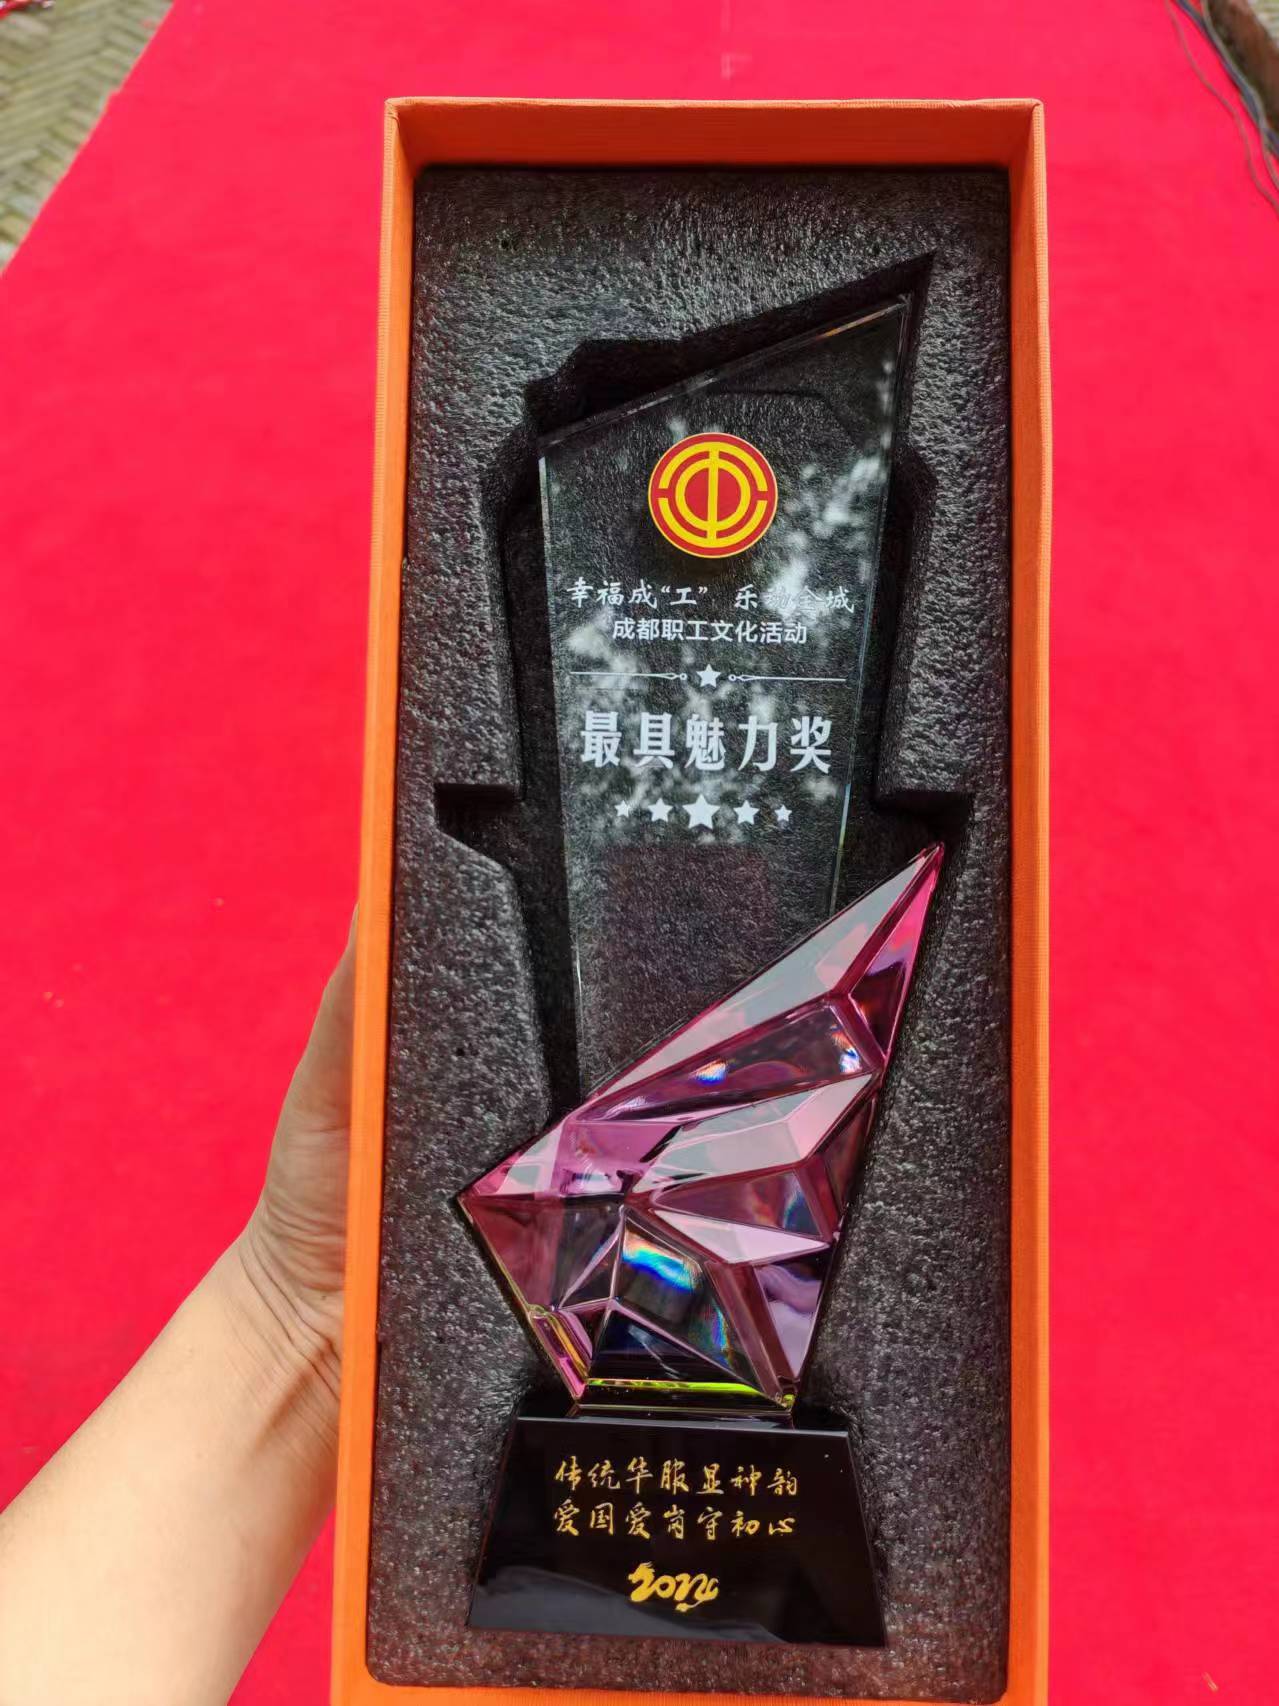 幸福成“工” 乐动全城
成都职工文化活动
最具魅力奖
传统华服显神韵
爱国爱岗守初心
2024